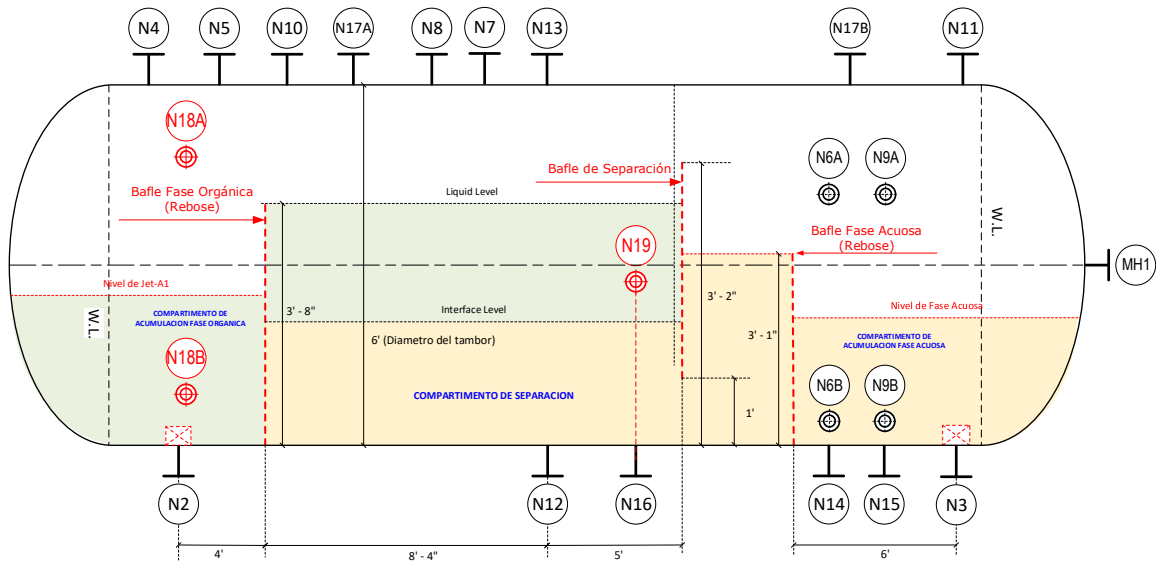 N4
N5
N10
N17A
N8
N7
N13
N17B
N11
N18A
N6A
N9A
Bafle de Separación
Bafle Fase Orgánica
(Rebose)
Liquid Level
W.L.
Bafle Fase Acuosa
(Rebose)
N19
MH1
Nivel de Jet-A1
3' - 2"
Nivel de Fase Acuosa
3' - 8"
Interface Level
COMPARTIMENTO DE
ACUMULACION FASE ORGANICA
W.L.
6' (Diametro del tambor)
3' - 1"
COMPARTIMENTO DE
ACUMULACION FASE ACUOSA
N18B
N6B
N9B
COMPARTIMENTO DE SEPARACION
1'
N2
N12
N16
N14
N15
N3
4'
8' - 4"
5'
6'